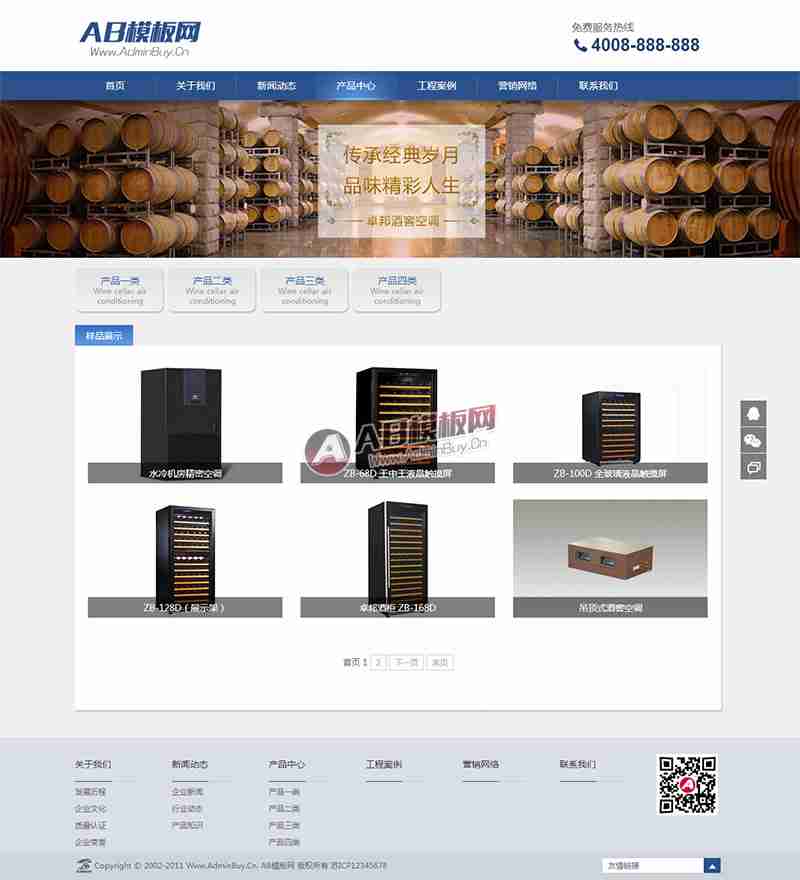 AB模板网
Www.AdminBuy.Cn
免费服务热线
4008-888-888
首页 关于我们 新闻动态 产品中心 工程案例 营销网络 联系我们
传承经典岁月
品味精彩人生
卓邦酒窖空调
产品一类 产品二类 产品三类 产品四类
Wine cellar air conditioning Wine cellar air conditioning Wine cellar air conditioning Wine cellar air conditioning
样品展示
AB模板网
Www.AdminBuy.Cn
水冷机房精密空调 ZB-68D 王中王液晶触摸屏 ZB-100D 全玻璃液晶触摸屏
ZB-128D（展示架） 卓邦酒柜 ZB-168D 吊顶式酒窖空调
首页 1 2 下一页 末页
关于我们 新闻动态 产品中心 工程案例 营销网络 联系我们
发展历程 企业新闻 产品一类
企业文化 行业动态 产品二类
质量认证 产品知识 产品三类
企业荣誉 产品四类
Copyright © 2002-2011 Www.AdminBuy.Cn. AB模板网 版权所有 苏ICP12345678
友情链接